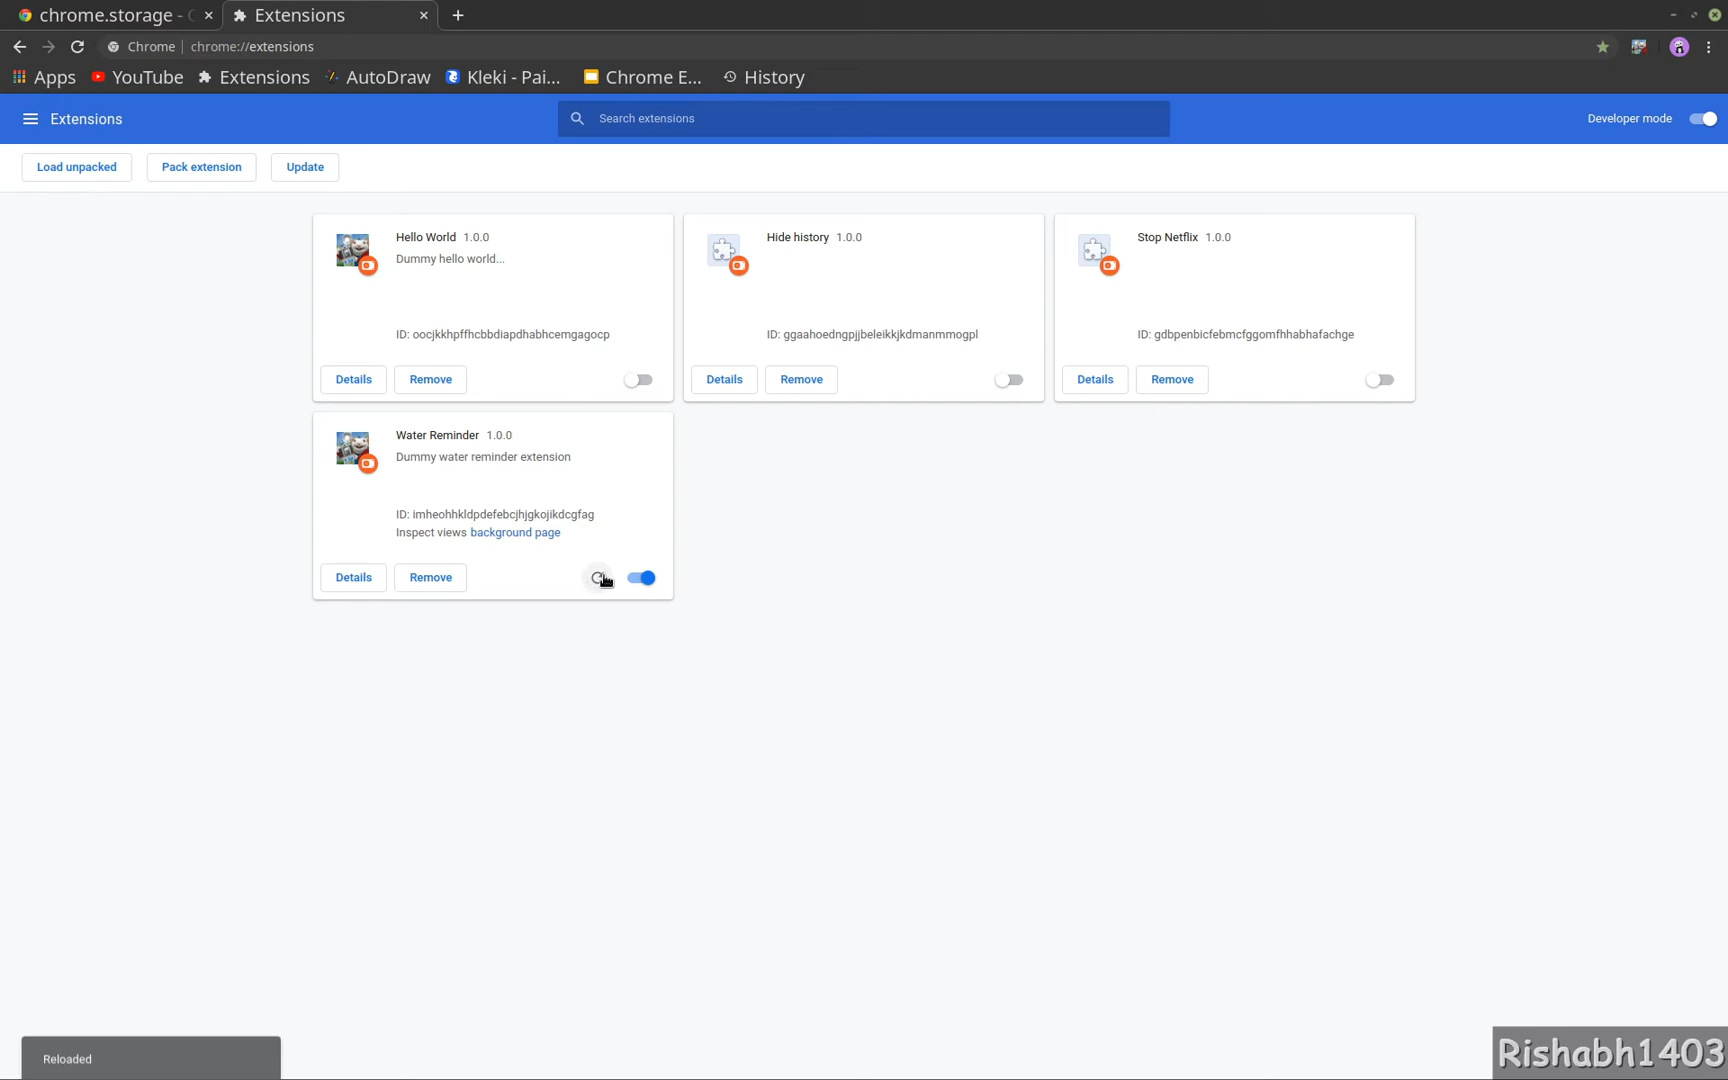 chrome.storage -
Extensions
Chrome | chrome://extensions
Apps YouTube Extensions AutoDraw Kleki - Pai... Chrome E... History
Extensions
Search extensions
Developer mode
Load unpacked
Pack extension
Update
Hello World 1.0.0
Dummy hello world...
ID: oocjkkhpffhcbbdiapdhabhcemgagocp
Details
Remove
Hide history 1.0.0
ID: ggaahoedngpjjbeleikkjkdmanmmogpl
Details
Remove
Stop Netflix 1.0.0
ID: gdbpenbicfebmcfggomfhhabhafachge
Details
Remove
Water Reminder 1.0.0
Dummy water reminder extension
ID: imheohhkldpdefebcjhjgkojikdcgfag
Inspect views background page
Details
Remove
Reloaded
Rishabh1403